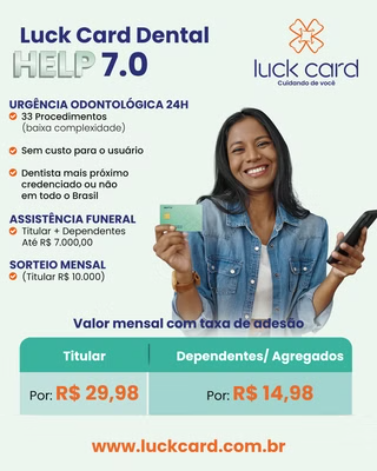 Luck Card Dental
HELP 7.0
luck card
Cuidando de você
URGÊNCIA ODONTOLÓGICA 24H
33 Procedimentos
(baixa complexidade)
Sem custo para o usuário
Dentista mais próximo
credenciado ou não
em todo o Brasil
ASSISTÊNCIA FUNERAL
Titular + Dependentes
Até R$ 7.000,00
SORTEIO MENSAL
(Titular R$ 10.000)
Valor mensal com taxa de adesão
Titular
Dependentes/ Agregados
Por: R$ 29,98
Por: R$ 14,98
www.luckcard.com.br